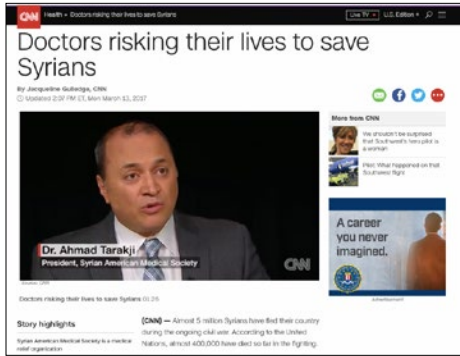 CNN
Health » Doctors risking their lives to save Syrians
Live TV
U.S. Edition
Doctors risking their lives to save
Syrians
By Jacqueline Gulledge, CNN
Updated 2:07 PM ET, Mon March 13, 2017
More from CNN
We shouldn't be surprised
that Southwest's hero pilot is
a woman
Pilot: What happened on that
Southwest flight
Dr. Ahmad Tarakji
President, Syrian American Medical Society
CNN
Source: CNN
A career
you never
imagined.
Advertisement
Doctors risking their lives to save Syrians 01:25
Story highlights
Syrian American Medical Society is a medical
relief organization
(CNN) — Almost 5 million Syrians have fled their country
during the ongoing civil war. According to the United
Nations, almost 400,000 have died so far in the fighting.